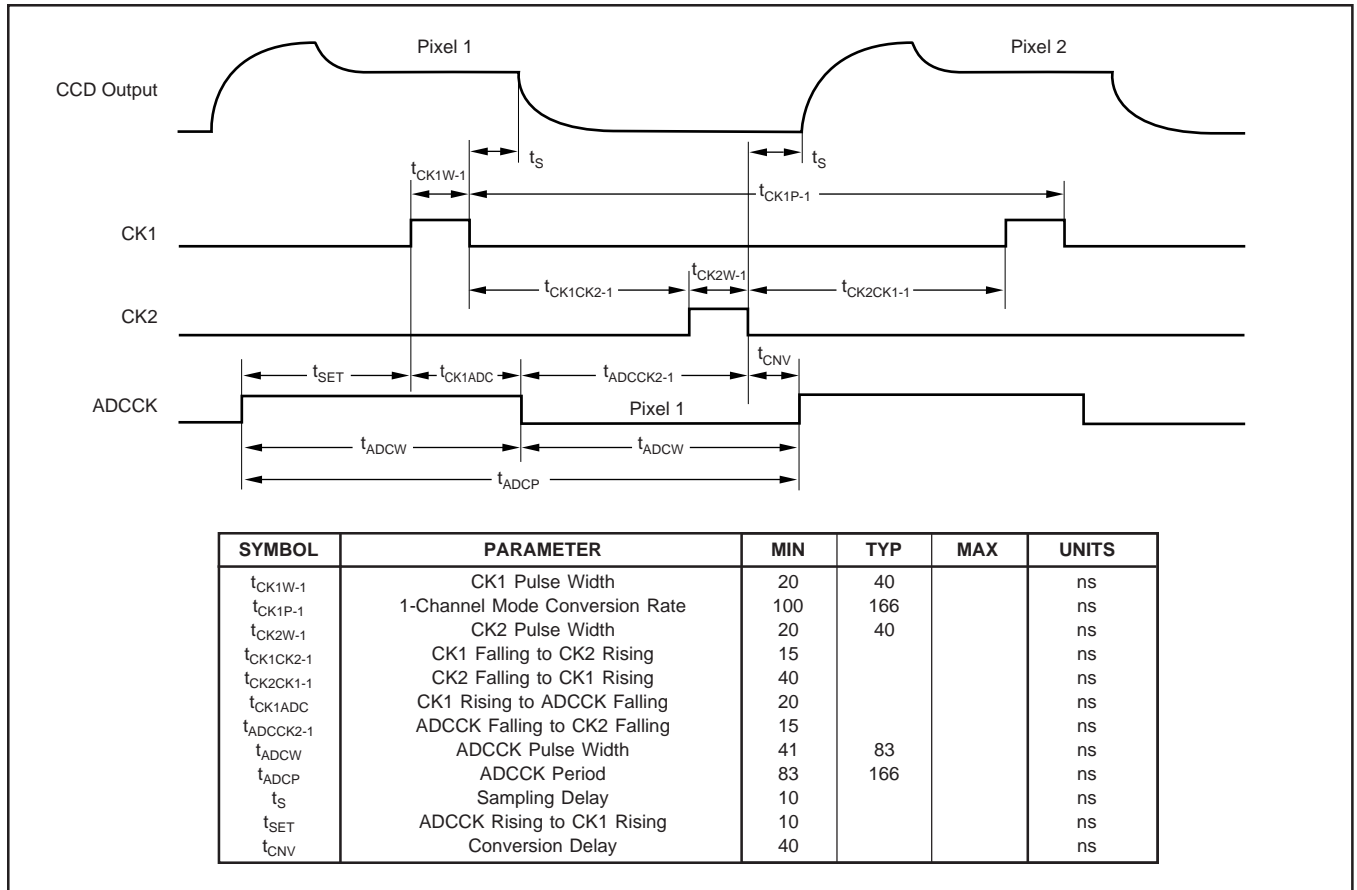 Pixel 1 Pixel 2
CCD Output
tS tS
tCK1W-1
tCK1P-1
CK1
tCK2W-1
tCK1CK2-1 tCK2CK1-1
CK2
tCNV
tSET tCK1ADC tADCCK2-1
ADCCK Pixel 1
tADCW tADCW
tADCP
SYMBOL PARAMETER MIN TYP MAX UNITS
tCK1W-1 CK1 Pulse Width 20 40 ns
tCK1P-1 1-Channel Mode Conversion Rate 100 166 ns
tCK2W-1 CK2 Pulse Width 20 40 ns
tCK1CK2-1 CK1 Falling to CK2 Rising 15 ns
tCK2CK1-1 CK2 Falling to CK1 Rising 40 ns
tCK1ADC CK1 Rising to ADCCK Falling 20 ns
tADCCK2-1 ADCCK Falling to CK2 Falling 15 ns
tADCW ADCCK Pulse Width 41 83 ns
tADCP ADCCK Period 83 166 ns
tS Sampling Delay 10 ns
tSET ADCCK Rising to CK1 Rising 10 ns
tCNV Conversion Delay 40 ns